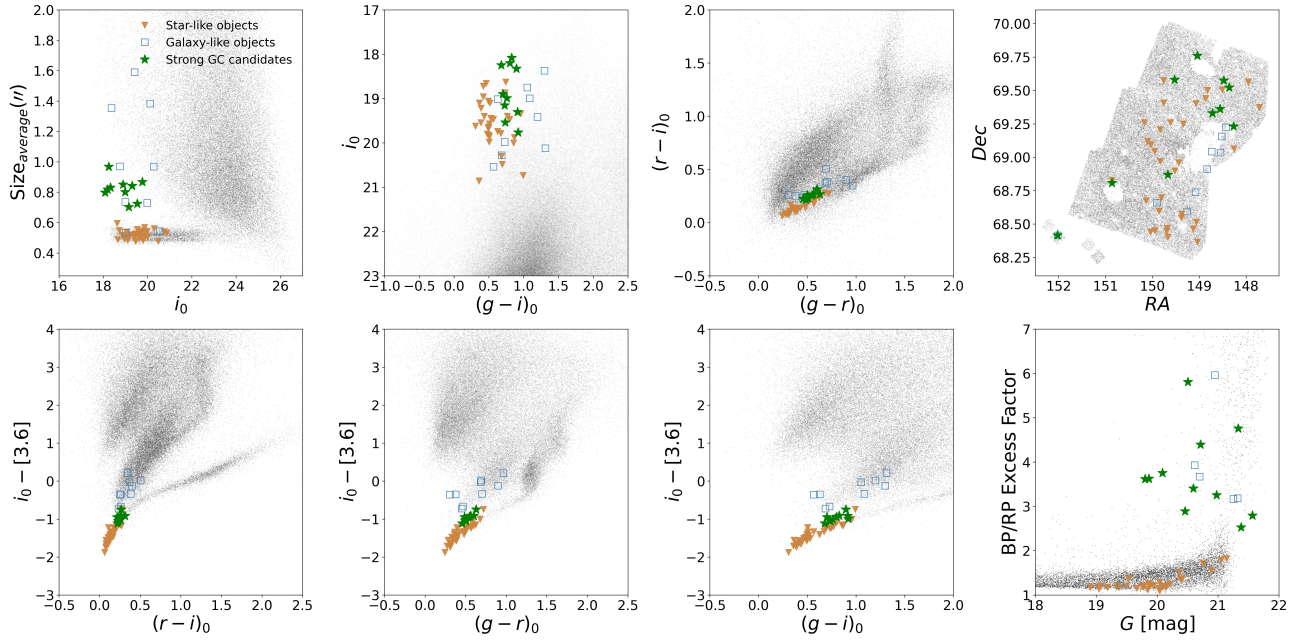 2.0
1.8
1.6
1.4
1.2
1.0
0.8
0.6
0.4
Size_average(″)
16 18 20 22 24 26
i_0
Star-like objects
Galaxy-like objects
Strong GC candidates
17
18
19
20
21
22
23
i_0
−1.0 −0.5 0.0 0.5 1.0 1.5 2.0 2.5
(g − i)_0
2.0
1.5
1.0
0.5
0.0
−0.5
(r − i)_0
0.0 0.5 1.0 1.5 2.0
(g − r)_0
70.00
69.75
69.50
69.25
69.00
68.75
68.50
68.25
Dec
152 151 150 149 148
RA
4
3
2
1
0
−1
−2
−3
i_0 − [3.6]
−0.5 0.0 0.5 1.0 1.5 2.0 2.5
(r − i)_0
4
3
2
1
0
−1
−2
−3
i_0 − [3.6]
−0.5 0.0 0.5 1.0 1.5 2.0 2.5
(g − r)_0
4
3
2
1
0
−1
−2
−3
i_0 − [3.6]
−0.5 0.0 0.5 1.0 1.5 2.0
(g − i)_0
7
6
5
4
3
2
1
BP/RP Excess Factor
18 19 20 21 22
G [mag]